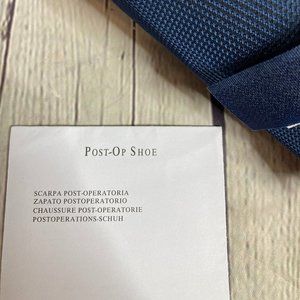 POST-OP SHOE
SCARPA POST-OPERATORIA
ZAPATO POSTOPERATORIO
CHAUSSURE POST-OPERATORIE
POSTOPERATIONS-SCHUH